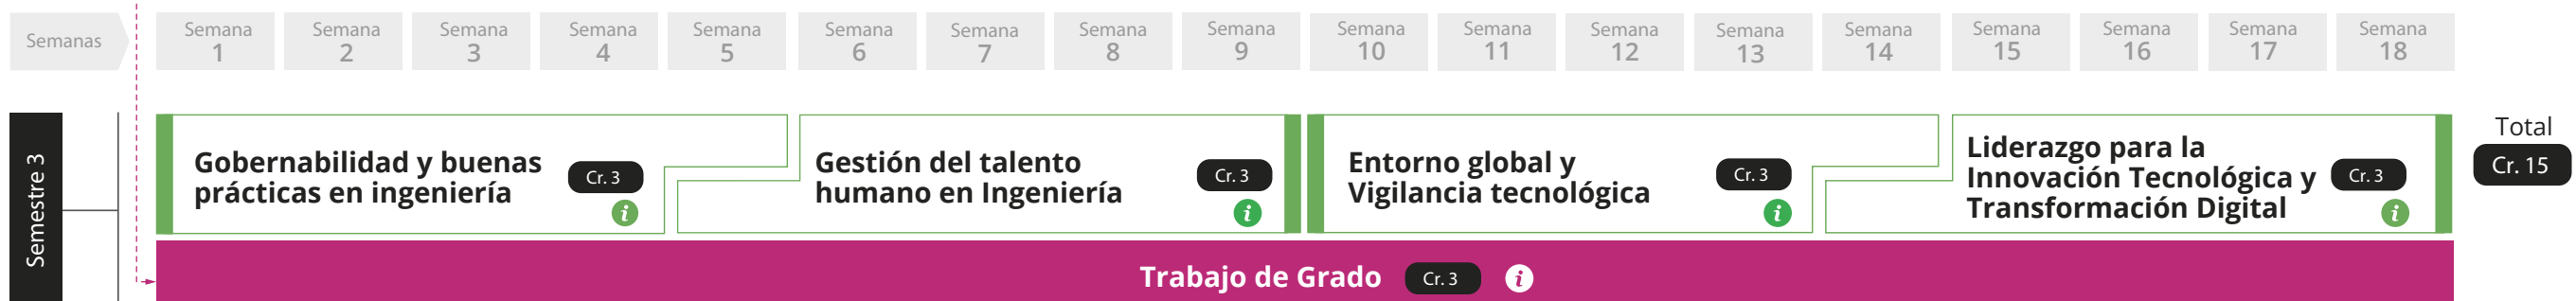 Semanas
Semana 1
Semana 2
Semana 3
Semana 4
Semana 5
Semana 6
Semana 7
Semana 8
Semana 9
Semana 10
Semana 11
Semana 12
Semana 13
Semana 14
Semana 15
Semana 16
Semana 17
Semana 18
Semestre 3
Gobernabilidad y buenas
prácticas en ingeniería
Cr. 3
i
Gestión del talento
humano en Ingeniería
Cr. 3
i
Entorno global y
Vigilancia tecnológica
Cr. 3
i
Liderazgo para la
Innovación Tecnológica y
Transformación Digital
Cr. 3
i
Total
Cr. 15
Trabajo de Grado
Cr. 3
i